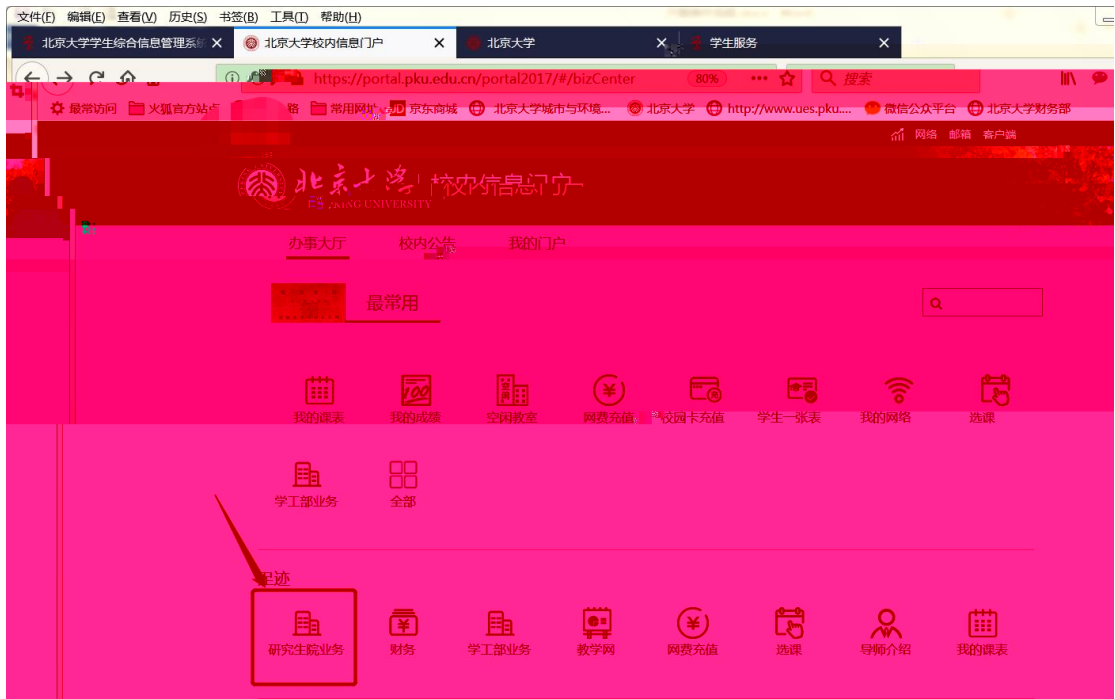 文件(F) 编辑(E) 查看(V) 历史(S) 书签(B) 工具(T) 帮助(H)
北京大学学生综合信息管理系统 北京大学校内信息门户 北京大学 学生服务
https://portal.pku.edu.cn/portal2017/#/bizCenter 80% 搜索
最常访问 火狐官方站点 常用网址 JD 京东商城 北京大学城市与环境... 北京大学 http://www.ues.pku.... 微信公众平台 北京大学财务部
网络 邮箱 客户端
北京大学 校内信息门户
UNIVERSITY
办事大厅 校内公告 我的门户
最常用
我的课表 我的成绩 空闲教室 网费充值 校园卡充值 学生一张表 我的网络 选课
学工部业务 全部
足迹
研究生院业务 财务 学工部业务 教学网 网费充值 选课 导师介绍 我的课表